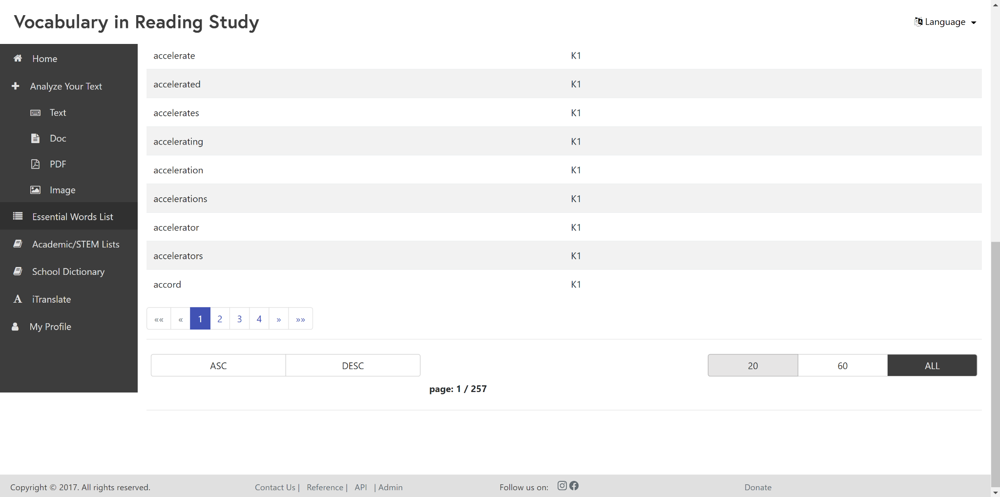 Vocabulary in Reading Study
Language
Home
Analyze Your Text
Text
Doc
PDF
Image
Essential Words List
Academic/STEM Lists
School Dictionary
iTranslate
My Profile
accelerate K1
accelerated K1
accelerates K1
accelerating K1
acceleration K1
accelerations K1
accelerator K1
accelerators K1
accord K1
«« « 1 2 3 4 » »»
ASC DESC 20 60 ALL
page: 1 / 257
Copyright © 2017. All rights reserved. Contact Us | Reference | API | Admin Follow us on: Donate